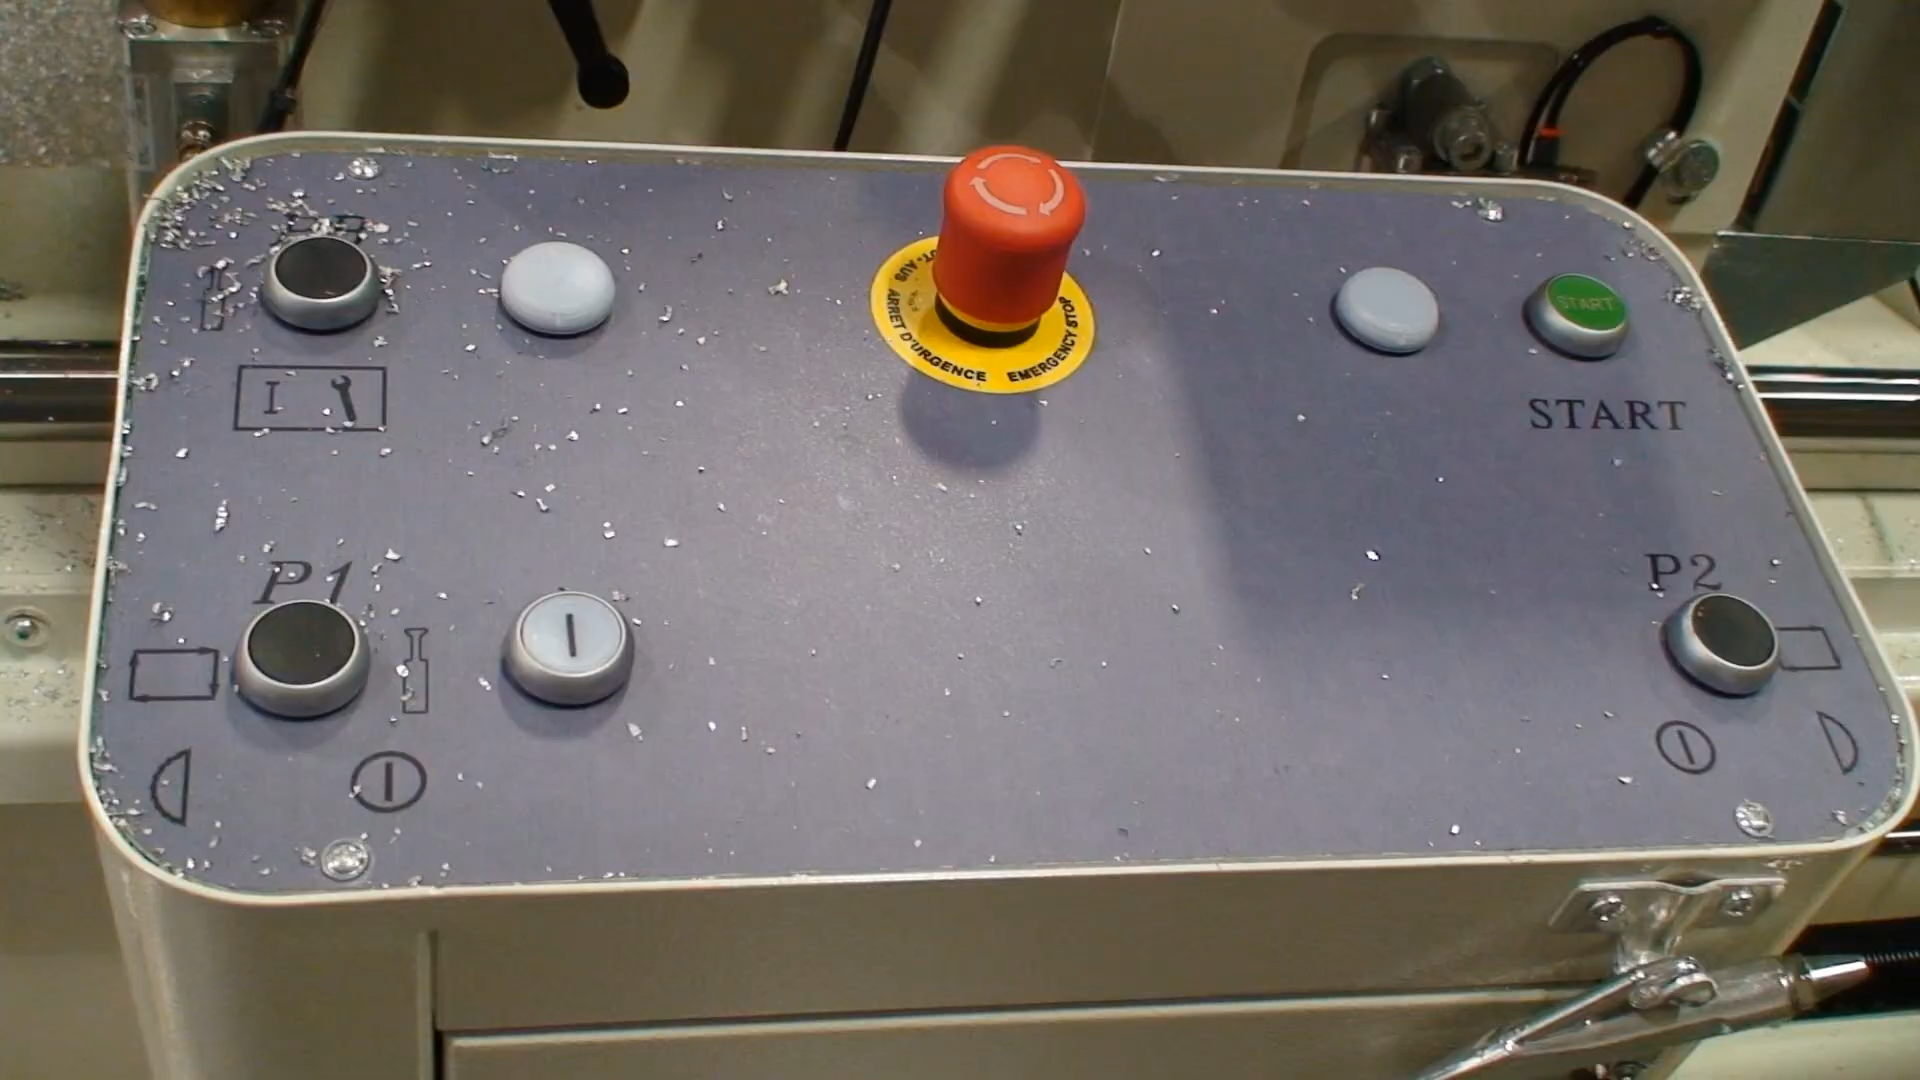 ARRET D'URGENCE EMERGENCY STOP
START
START
I
P1
P2